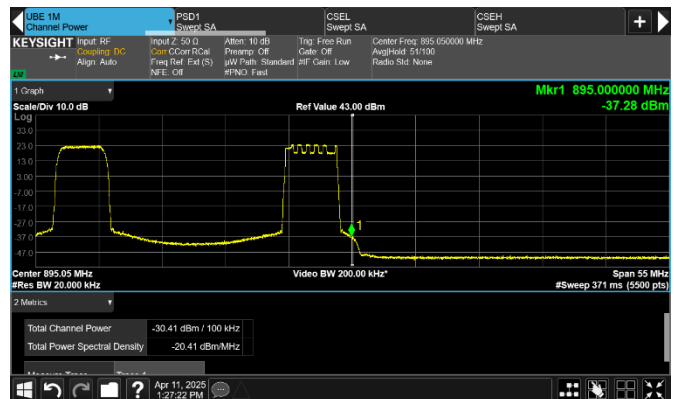 UBE 1M
Channel Power
PSD1
Swept SA
CSEL
Swept SA
CSEH
Swept SA
KEYSIGHT
Input: RF
Coupling: DC
Align: Auto
Input Z: 50 Ω
Corr CCorr RCal
Freq Ref: Ext (S)
NFE: Off
Atten: 10 dB
Preamp: Off
µW Path: Standard
#PNO: Fast
Trig: Free Run
Gate: Off
#IF Gain: Low
Center Freq: 895.050000 MHz
Avg|Hold: 51/100
Radio Std: None
LM
1 Graph
Scale/Div 10.0 dB
Ref Value 43.00 dBm
Mkr1 895.000000 MHz
-37.28 dBm
Log
33.0
23.0
13.0
3.00
-7.00
-17.0
-27.0
-37.0
-47.0
1
Center 895.05 MHz
#Res BW 20.000 kHz
Video BW 200.00 kHz*
Span 55 MHz
#Sweep 371 ms (5500 pts)
2 Metrics
Total Channel Power -30.41 dBm / 100 kHz
Total Power Spectral Density -20.41 dBm/MHz
Apr 11, 2025
1:27:22 PM